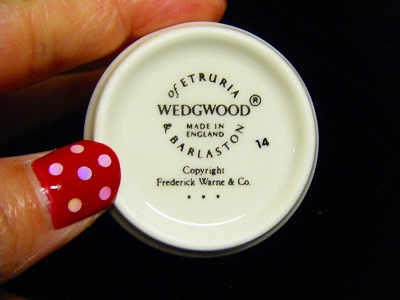 of ETRURIA
WEDGWOOD®
MADE IN
ENGLAND
& BARLASTON
14
Copyright
Frederick Warne & Co.